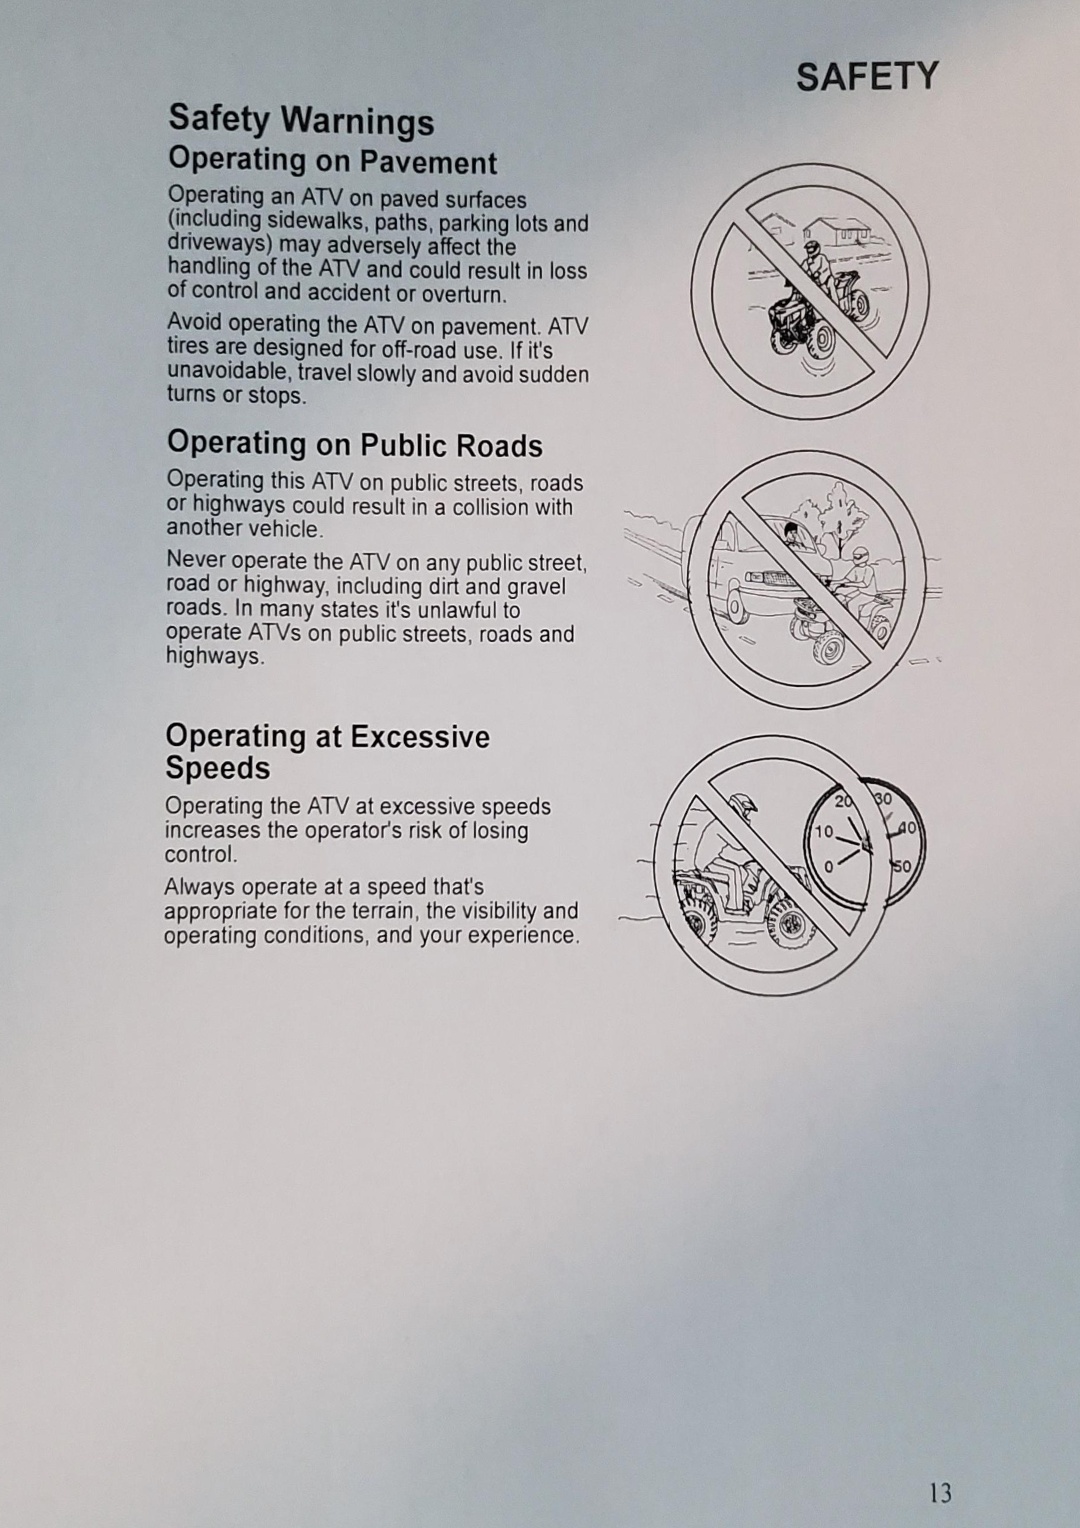 SAFETY
Safety Warnings
Operating on Pavement
Operating an ATV on paved surfaces
(including sidewalks, paths, parking lots and
driveways) may adversely affect the
handling of the ATV and could result in loss
of control and accident or overturn.
Avoid operating the ATV on pavement. ATV
tires are designed for off-road use. If it's
unavoidable, travel slowly and avoid sudden
turns or stops.
Operating on Public Roads
Operating this ATV on public streets, roads
or highways could result in a collision with
another vehicle.
Never operate the ATV on any public street,
road or highway, including dirt and gravel
roads. In many states it's unlawful to
operate ATVs on public streets, roads and
highways.
Operating at Excessive
Speeds
Operating the ATV at excessive speeds
increases the operator's risk of losing
control.
Always operate at a speed that's
appropriate for the terrain, the visibility and
operating conditions, and your experience.
20 30
10 40
0 50
13